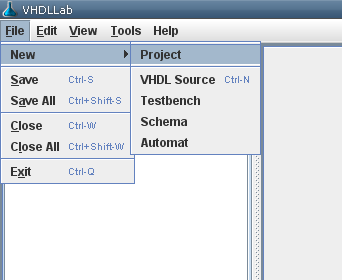 VHDLLab
File Edit View Tools Help
New
Save Ctrl-S
Save All Ctrl+Shift-S
Close Ctrl-W
Close All Ctrl+Shift-W
Exit Ctrl-Q
Project
VHDL Source Ctrl-N
Testbench
Schema
Automat